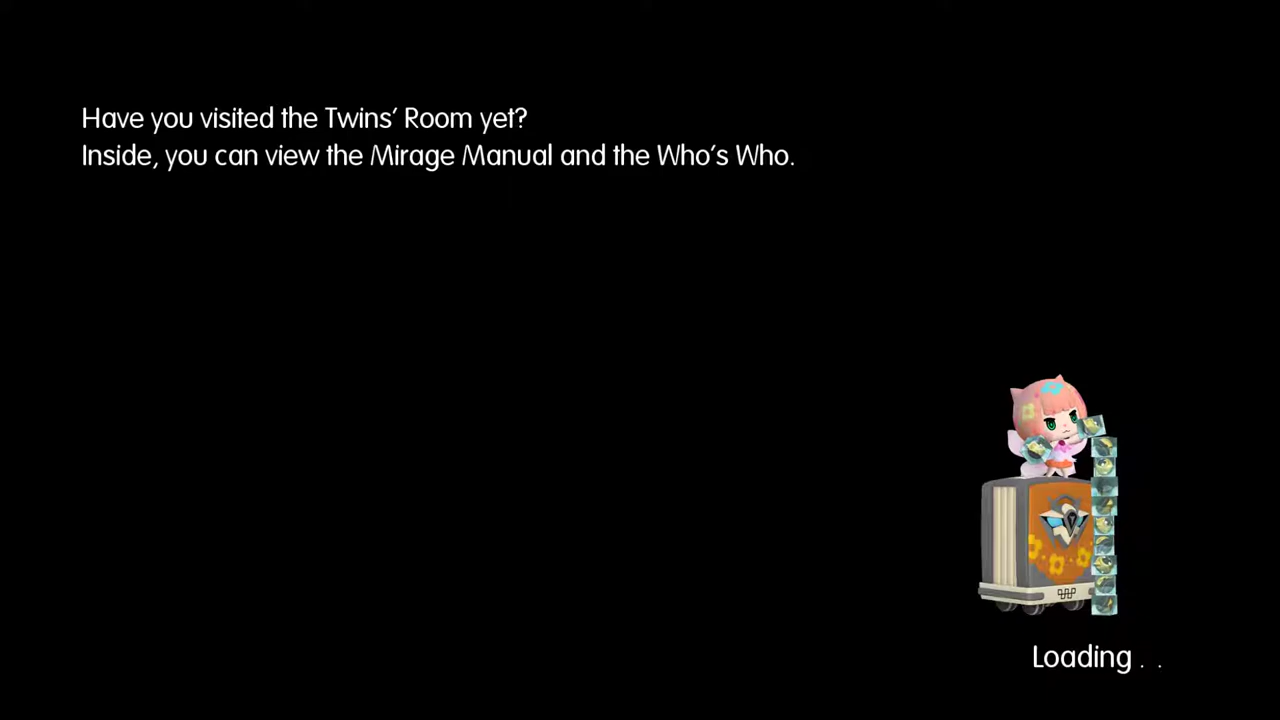 Have you visited the Twins’ Room yet?
Inside, you can view the Mirage Manual and the Who’s Who.
Loading . .